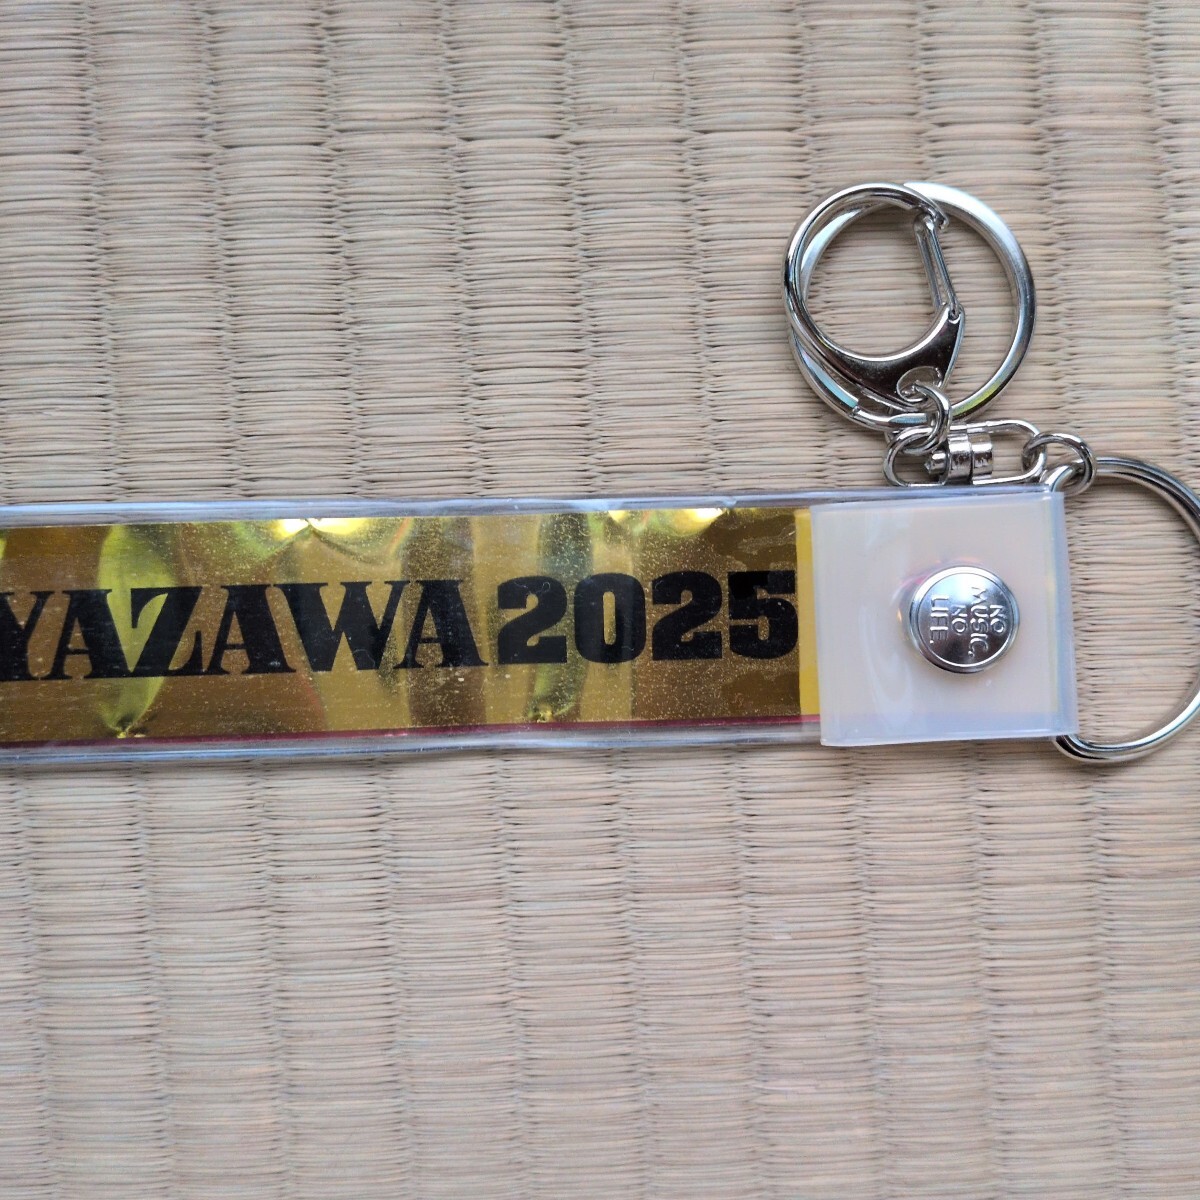 YAZAWA2025
NO
MUSIC,
NO
LIFE.